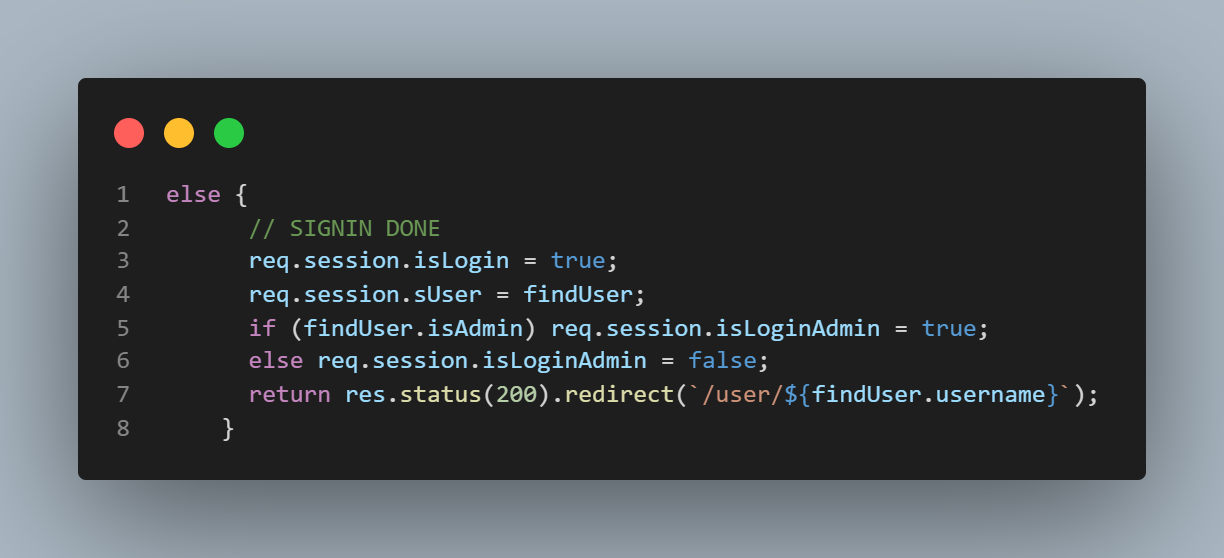 1 else {
2 // SIGNIN DONE
3 req.session.isLogin = true;
4 req.session.sUser = findUser;
5 if (findUser.isAdmin) req.session.isLoginAdmin = true;
6 else req.session.isLoginAdmin = false;
7 return res.status(200).redirect(`/user/${findUser.username}`);
8 }